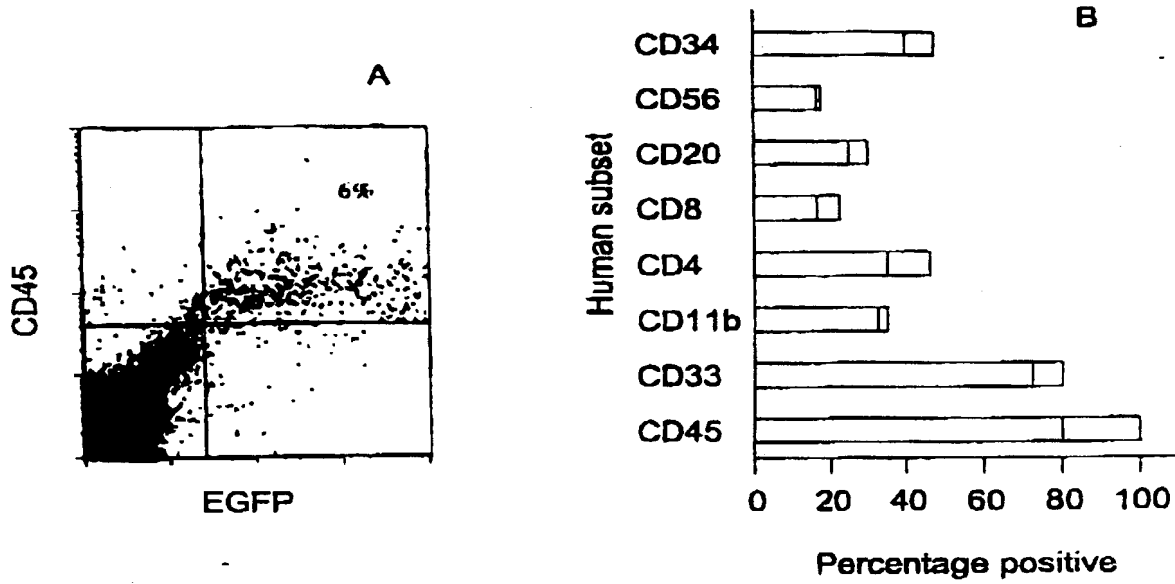 A
6%
CD45
EGFP
B
Human subset
CD34
CD56
CD20
CD8
CD4
CD11b
CD33
CD45
0 20 40 60 80 100
Percentage positive